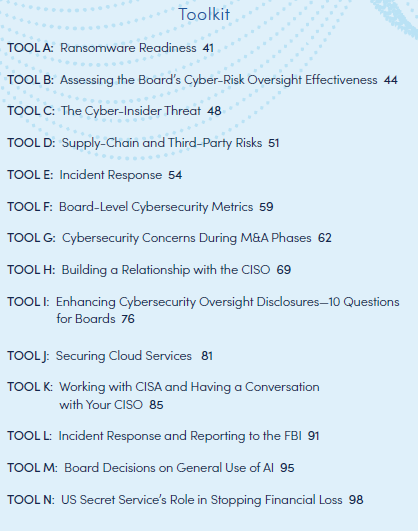 Toolkit
TOOL A: Ransomware Readiness 41
TOOL B: Assessing the Board's Cyber-Risk Oversight Effectiveness 44
TOOL C: The Cyber-Insider Threat 48
TOOL D: Supply-Chain and Third-Party Risks 51
TOOL E: Incident Response 54
TOOL F: Board-Level Cybersecurity Metrics 59
TOOL G: Cybersecurity Concerns During M&A Phases 62
TOOL H: Building a Relationship with the CISO 69
TOOL I: Enhancing Cybersecurity Oversight Disclosures—10 Questions
for Boards 76
TOOL J: Securing Cloud Services 81
TOOL K: Working with CISA and Having a Conversation
with Your CISO 85
TOOL L: Incident Response and Reporting to the FBI 91
TOOL M: Board Decisions on General Use of AI 95
TOOL N: US Secret Service's Role in Stopping Financial Loss 98